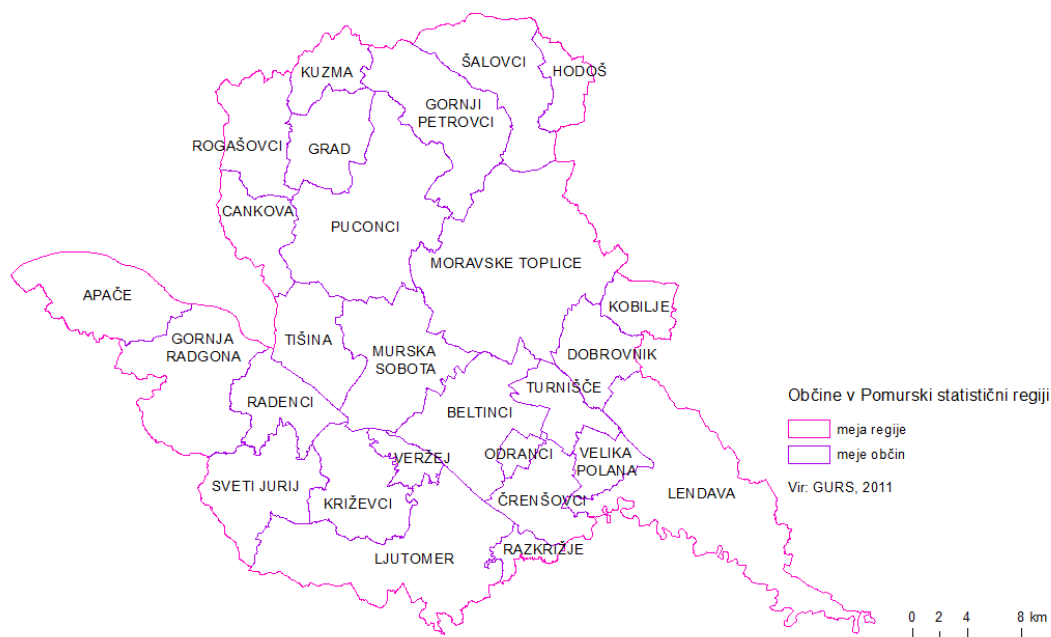 ŠALOVCI
KUZMA
HODOŠ
GORNJI
PETROVCI
ROGAŠOVCI
GRAD
CANKOVA
PUCONCI
MORAVSKE TOPLICE
APAČE
KOBILJE
GORNJA
RADGONA
TIŠINA
MURSKA
SOBOTA
DOBROVNIK
TURNIŠČE
RADENCI
BELTINCI
VERŽEJ
ODRANCI
VELIKA
POLANA
SVETI JURIJ
KRIŽEVCI
ČRENŠOVCI
LENDAVA
LJUTOMER
RAZKRIŽJE
Občine v Pomurski statistični regiji
meja regije
meje občin
Vir: GURS, 2011
0 2 4 8 km